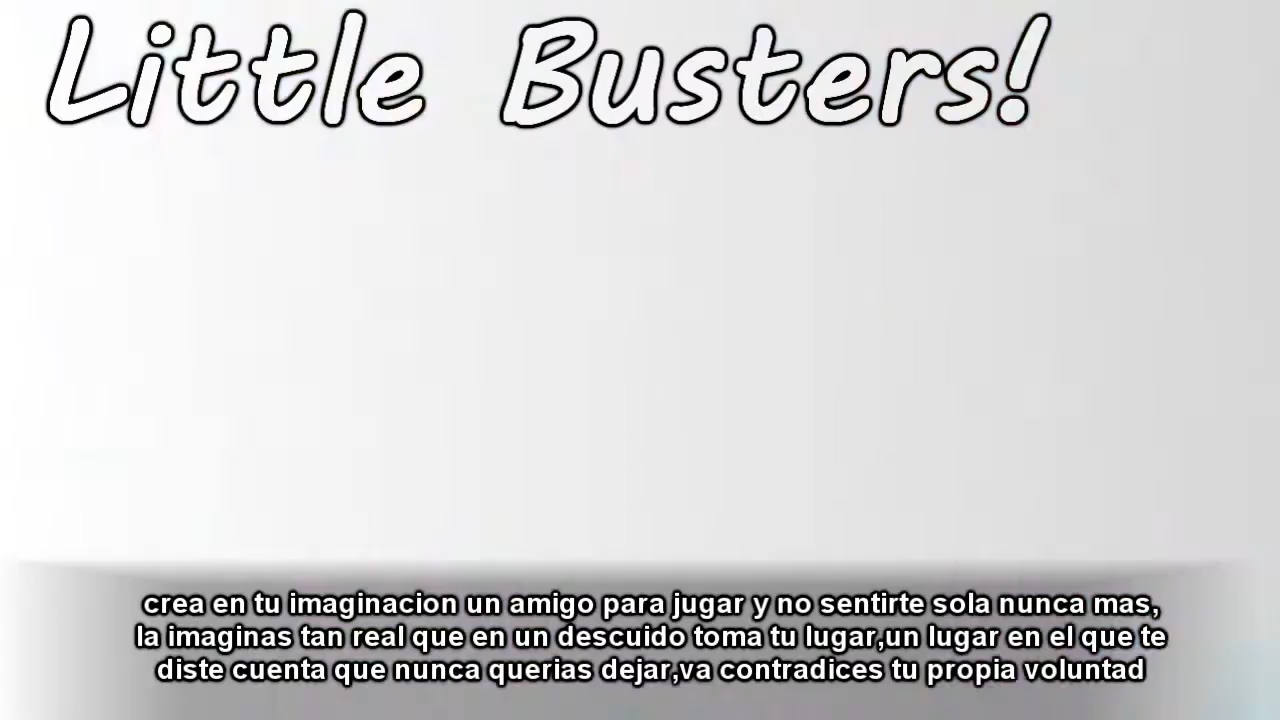 Little Busters!
crea en tu imaginacion un amigo para jugar y no sentirte sola nunca mas,
la imaginas tan real que en un descuido toma tu lugar,un lugar en el que te
diste cuenta que nunca querias dejar,va contradices tu propia voluntad